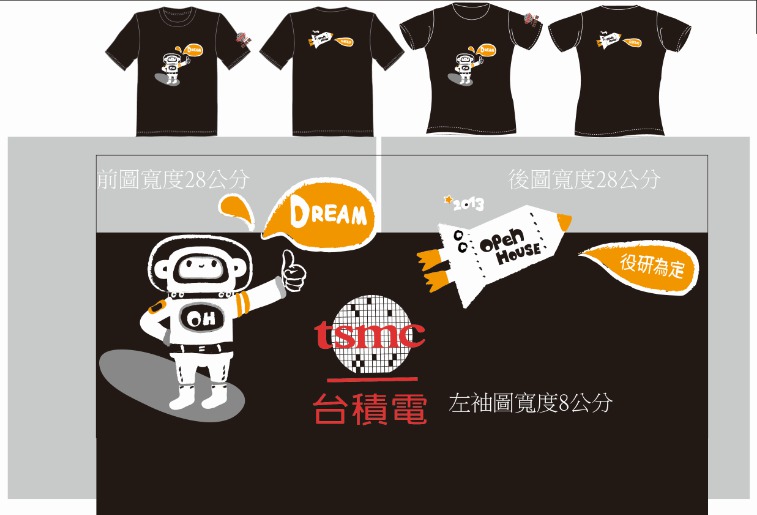 前圖寬度28公分
後圖寬度28公分
DREAM
2013
OPEN
HOUSE
役研為定
OH
tsmc
台積電
左袖圖寬度8公分